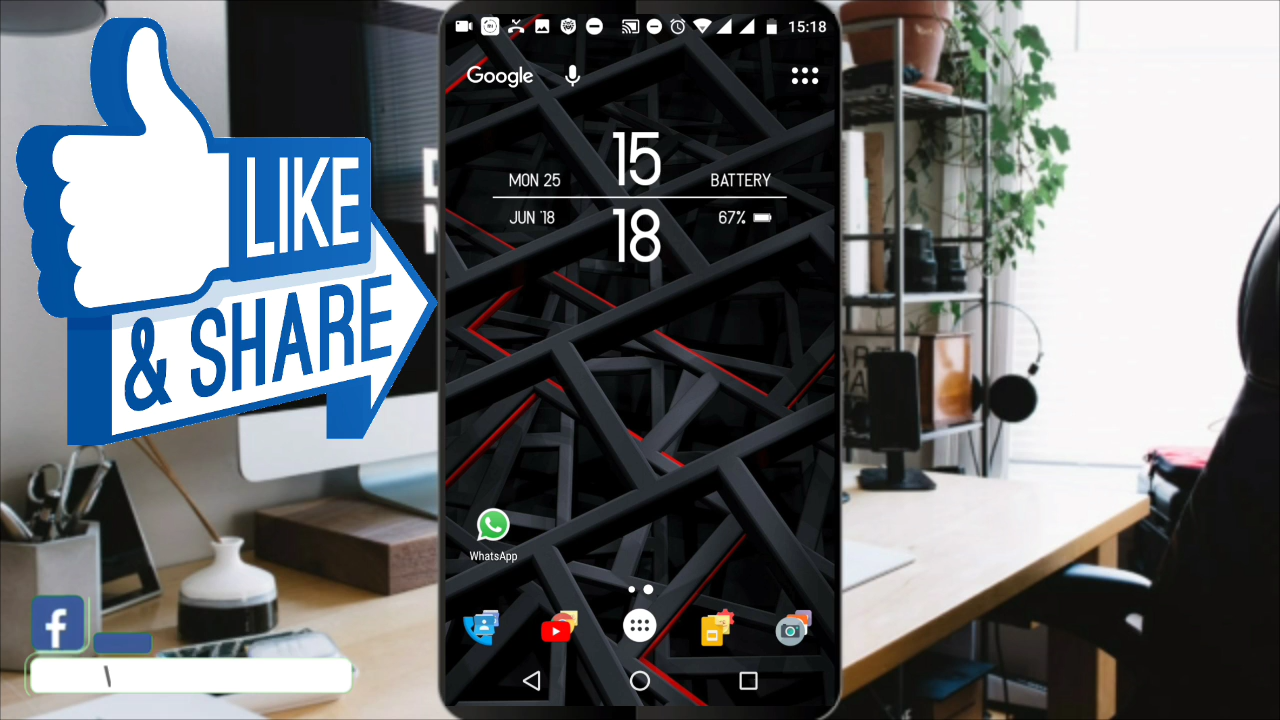 LIKE
& SHARE
15:18
Google
15
MON 25
BATTERY
JUN '18
18
67%
WhatsApp
f